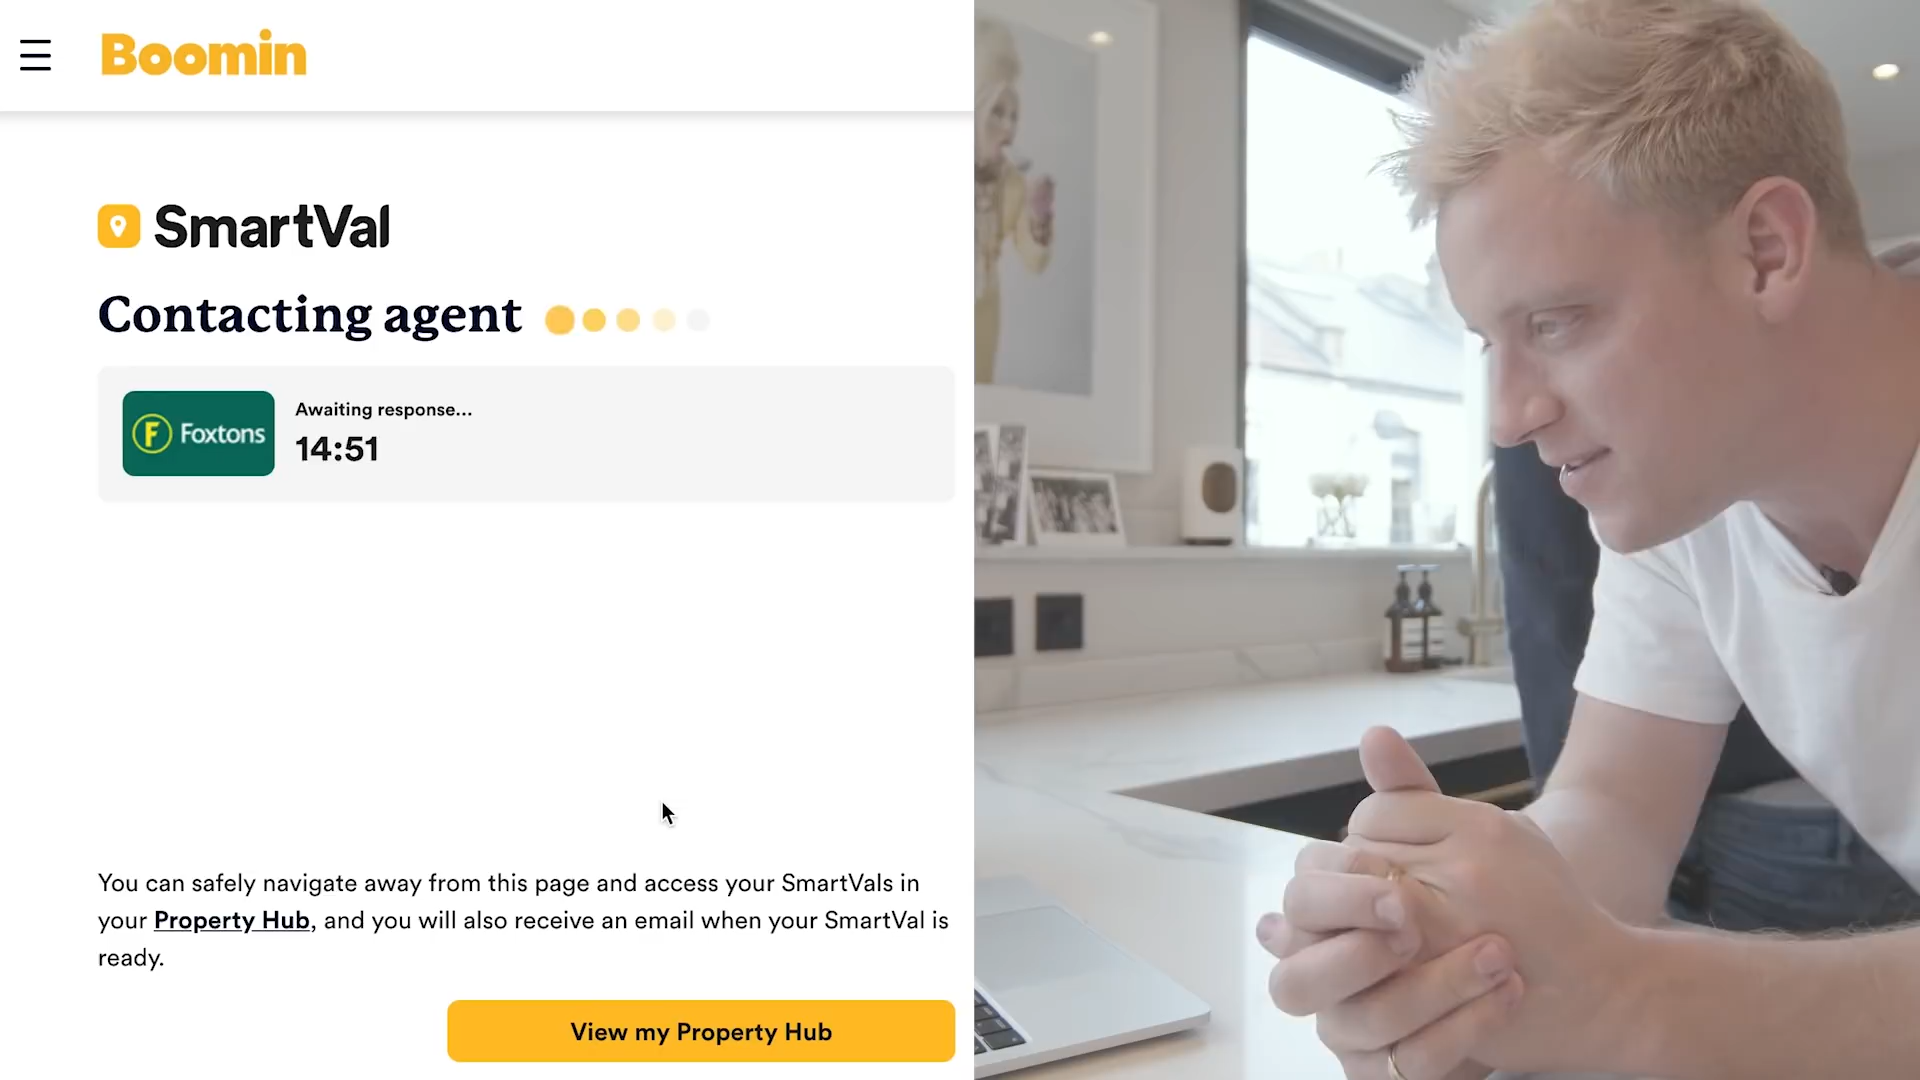 Boomin
SmartVal
Contacting agent
F Foxtons
Awaiting response...
14:51
You can safely navigate away from this page and access your SmartVals in
your Property Hub, and you will also receive an email when your SmartVal is
ready.
View my Property Hub